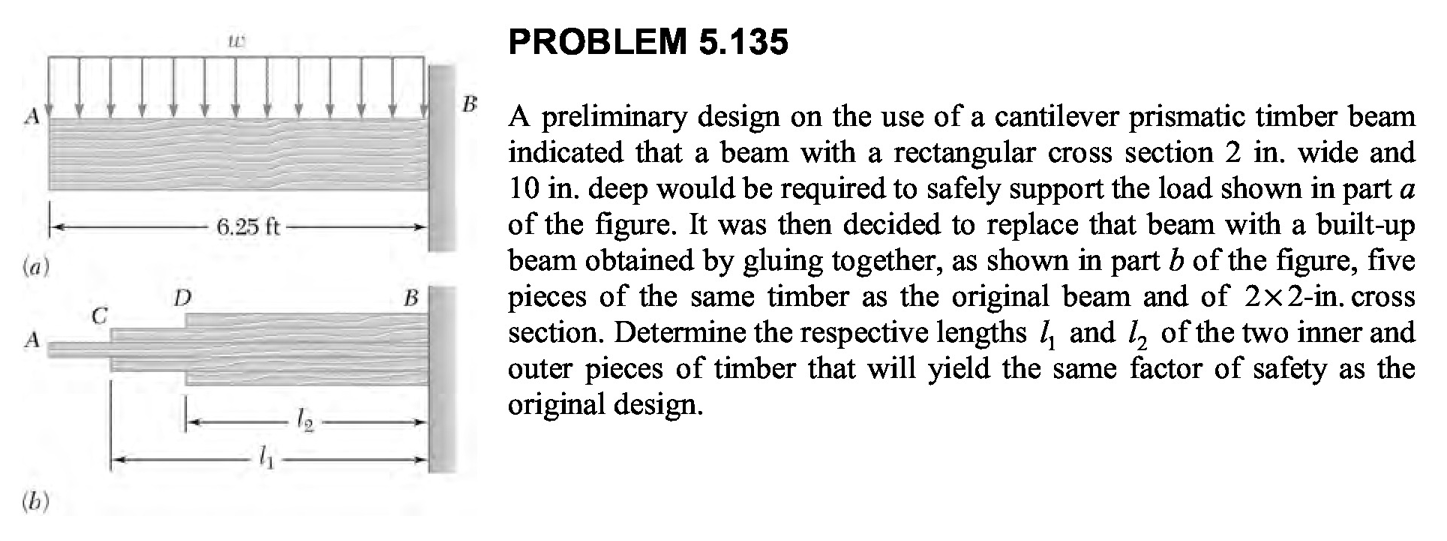 w
A
B
6.25 ft
(a)
D
B
C
A
l₂
l₁
(b)
PROBLEM 5.135
A preliminary design on the use of a cantilever prismatic timber beam
indicated that a beam with a rectangular cross section 2 in. wide and
10 in. deep would be required to safely support the load shown in part a
of the figure. It was then decided to replace that beam with a built-up
beam obtained by gluing together, as shown in part b of the figure, five
pieces of the same timber as the original beam and of 2×2-in. cross
section. Determine the respective lengths l₁ and l₂ of the two inner and
outer pieces of timber that will yield the same factor of safety as the
original design.